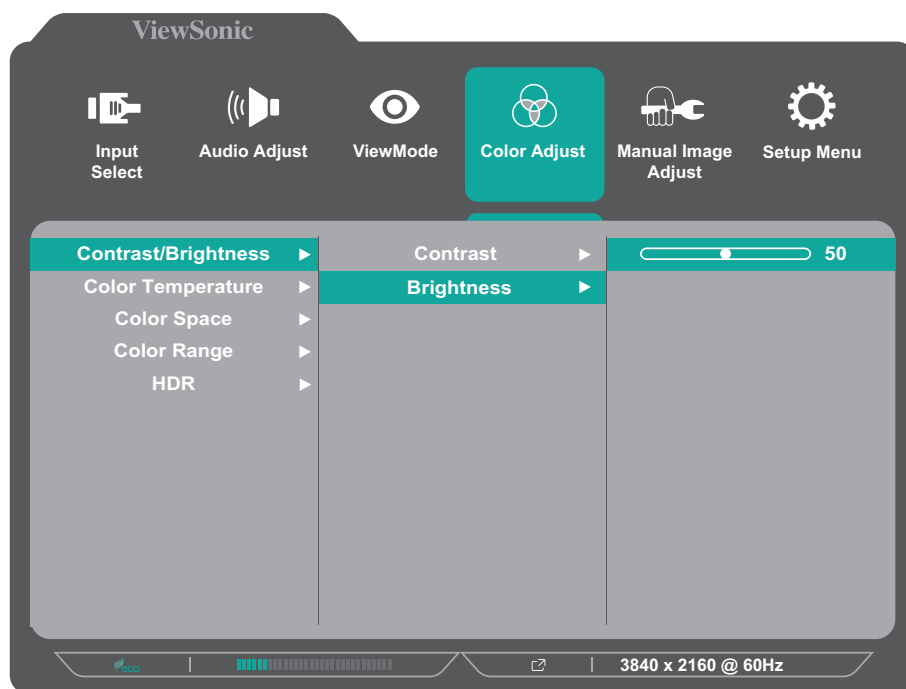 ViewSonic
Input Select
Audio Adjust
ViewMode
Color Adjust
Manual Image Adjust
Setup Menu
Contrast/Brightness
Contrast
50
Color Temperature
Brightness
Color Space
Color Range
HDR
eco
3840 x 2160 @ 60Hz